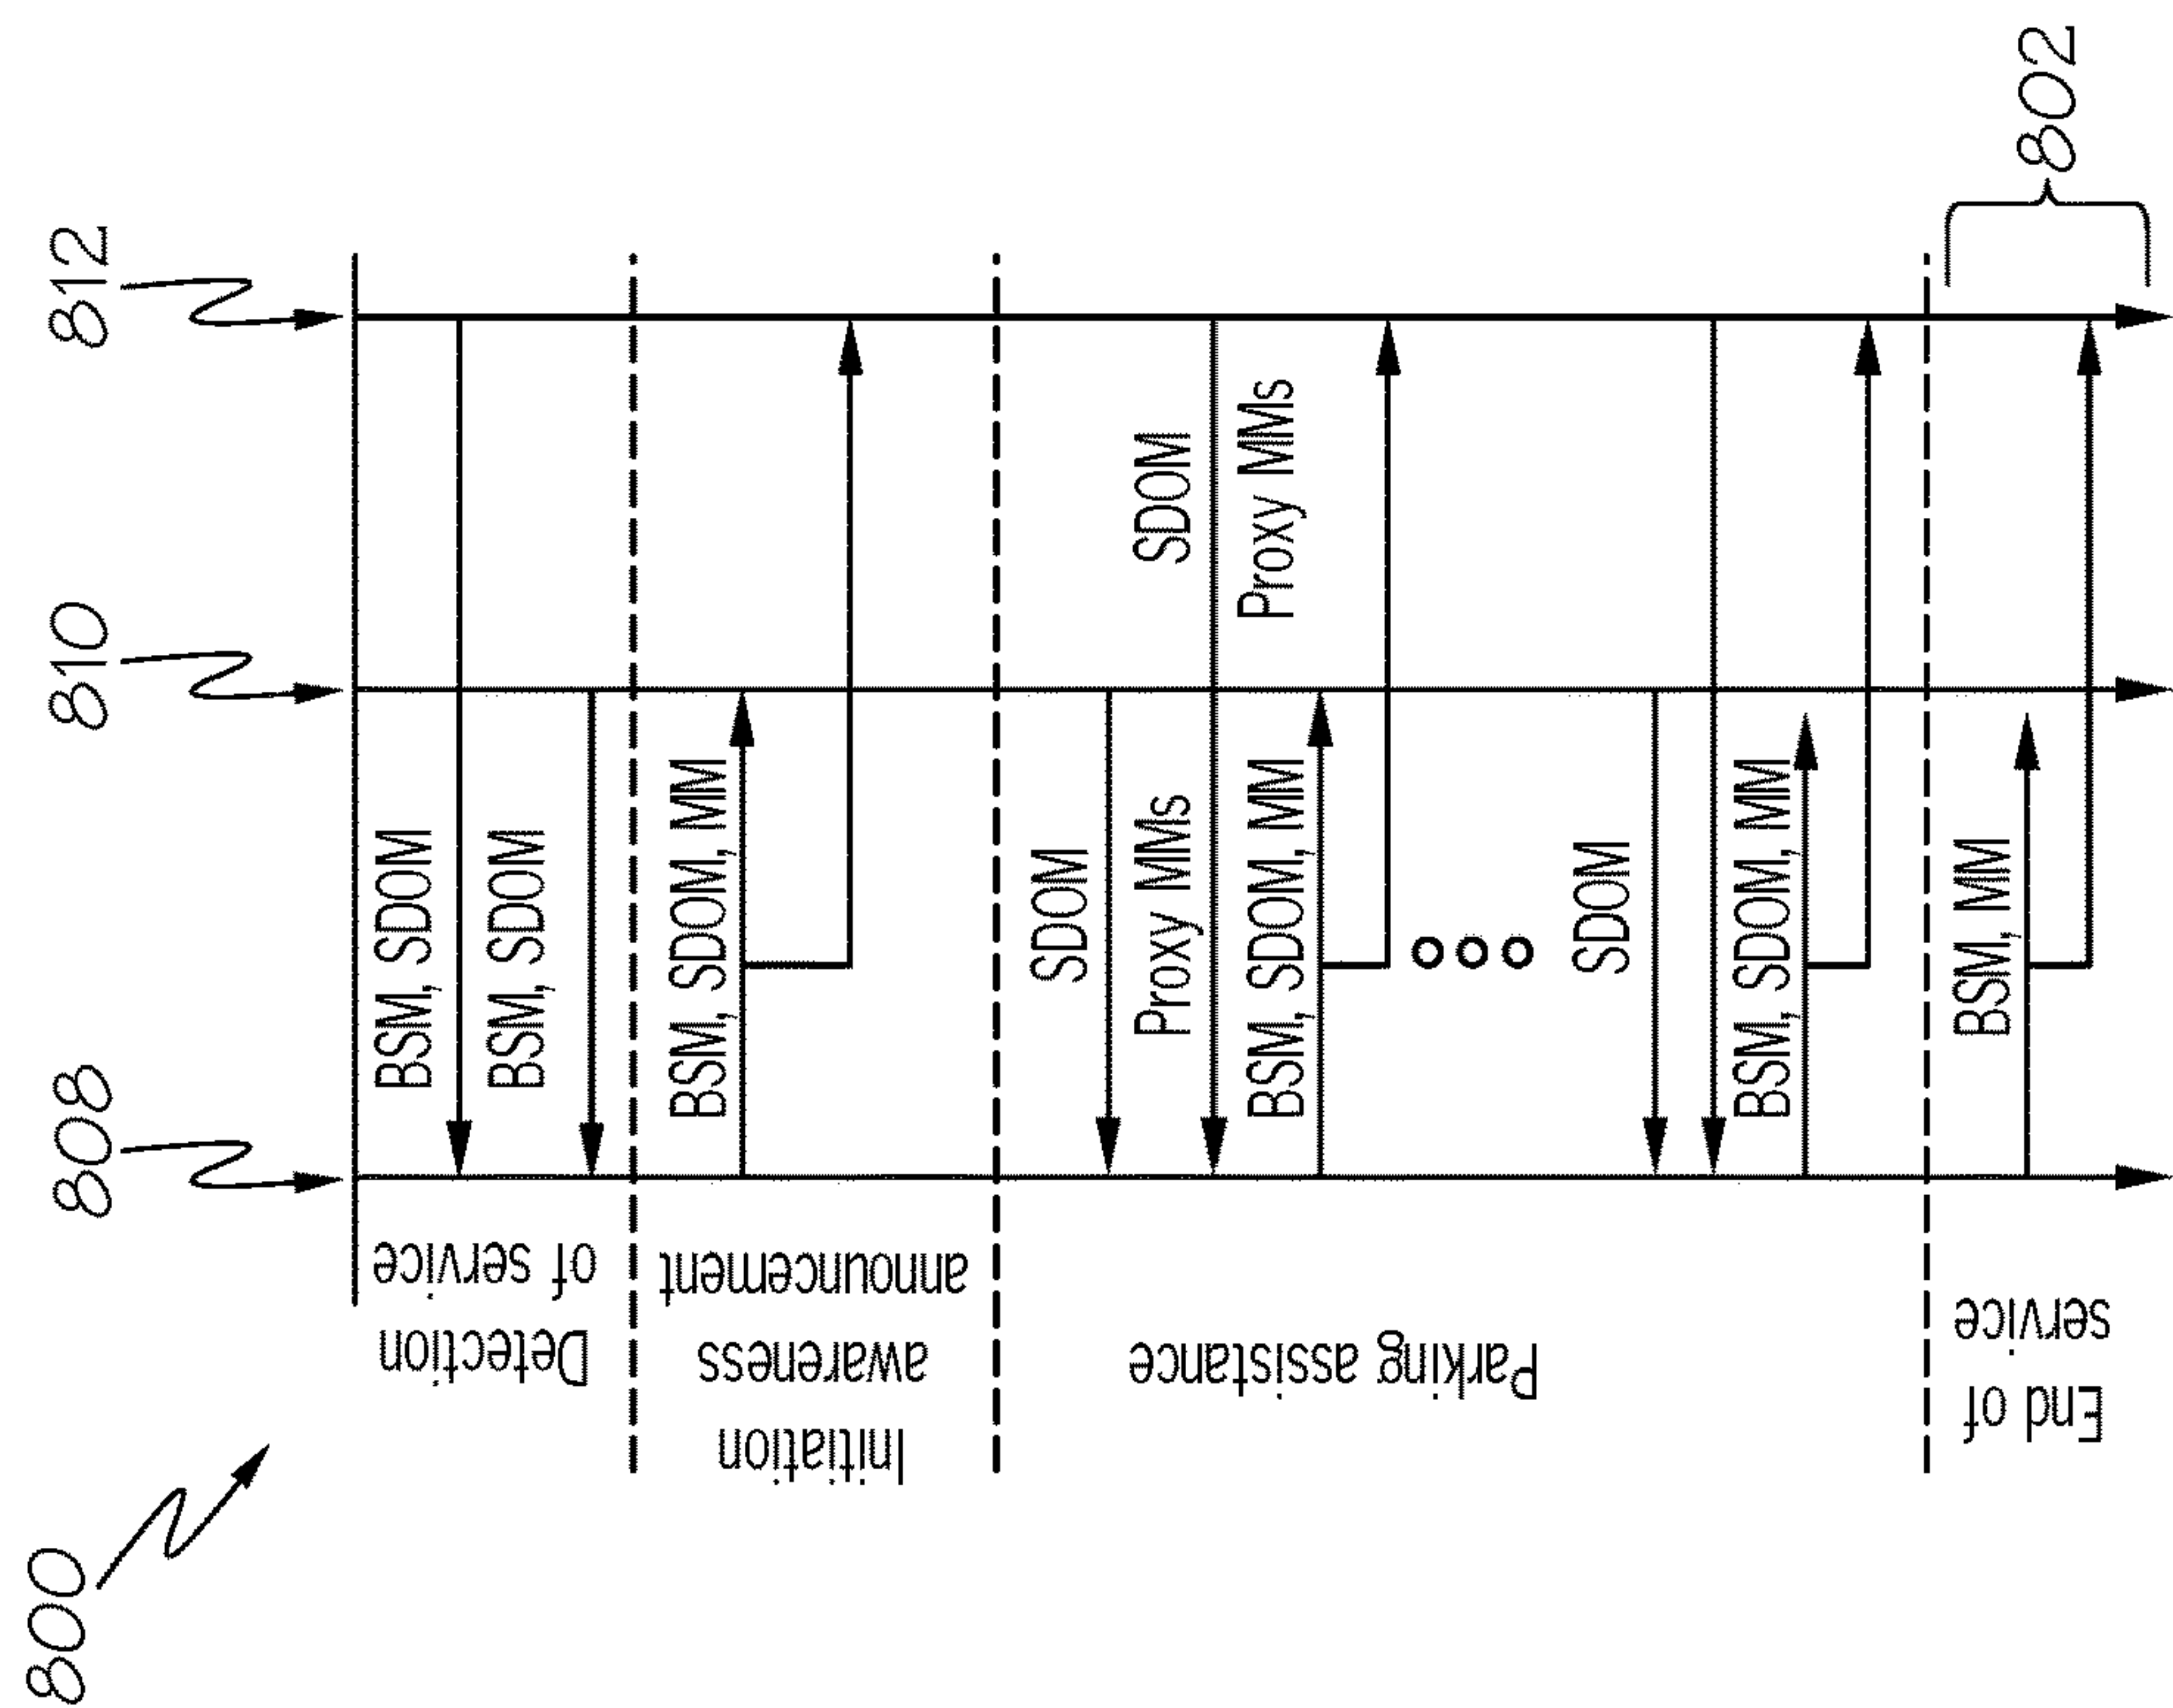 800
808
810
812
Detection
of service
BSM, SDOM
BSM, SDOM
Initiation
awareness
announcement
BSM, SDOM, MM
Parking assistance
SDOM
SDOM
Proxy MMs
Proxy MMs
BSM, SDOM, MM
SDOM
BSM, SDOM, MM
End of
service
BSM, MM
802